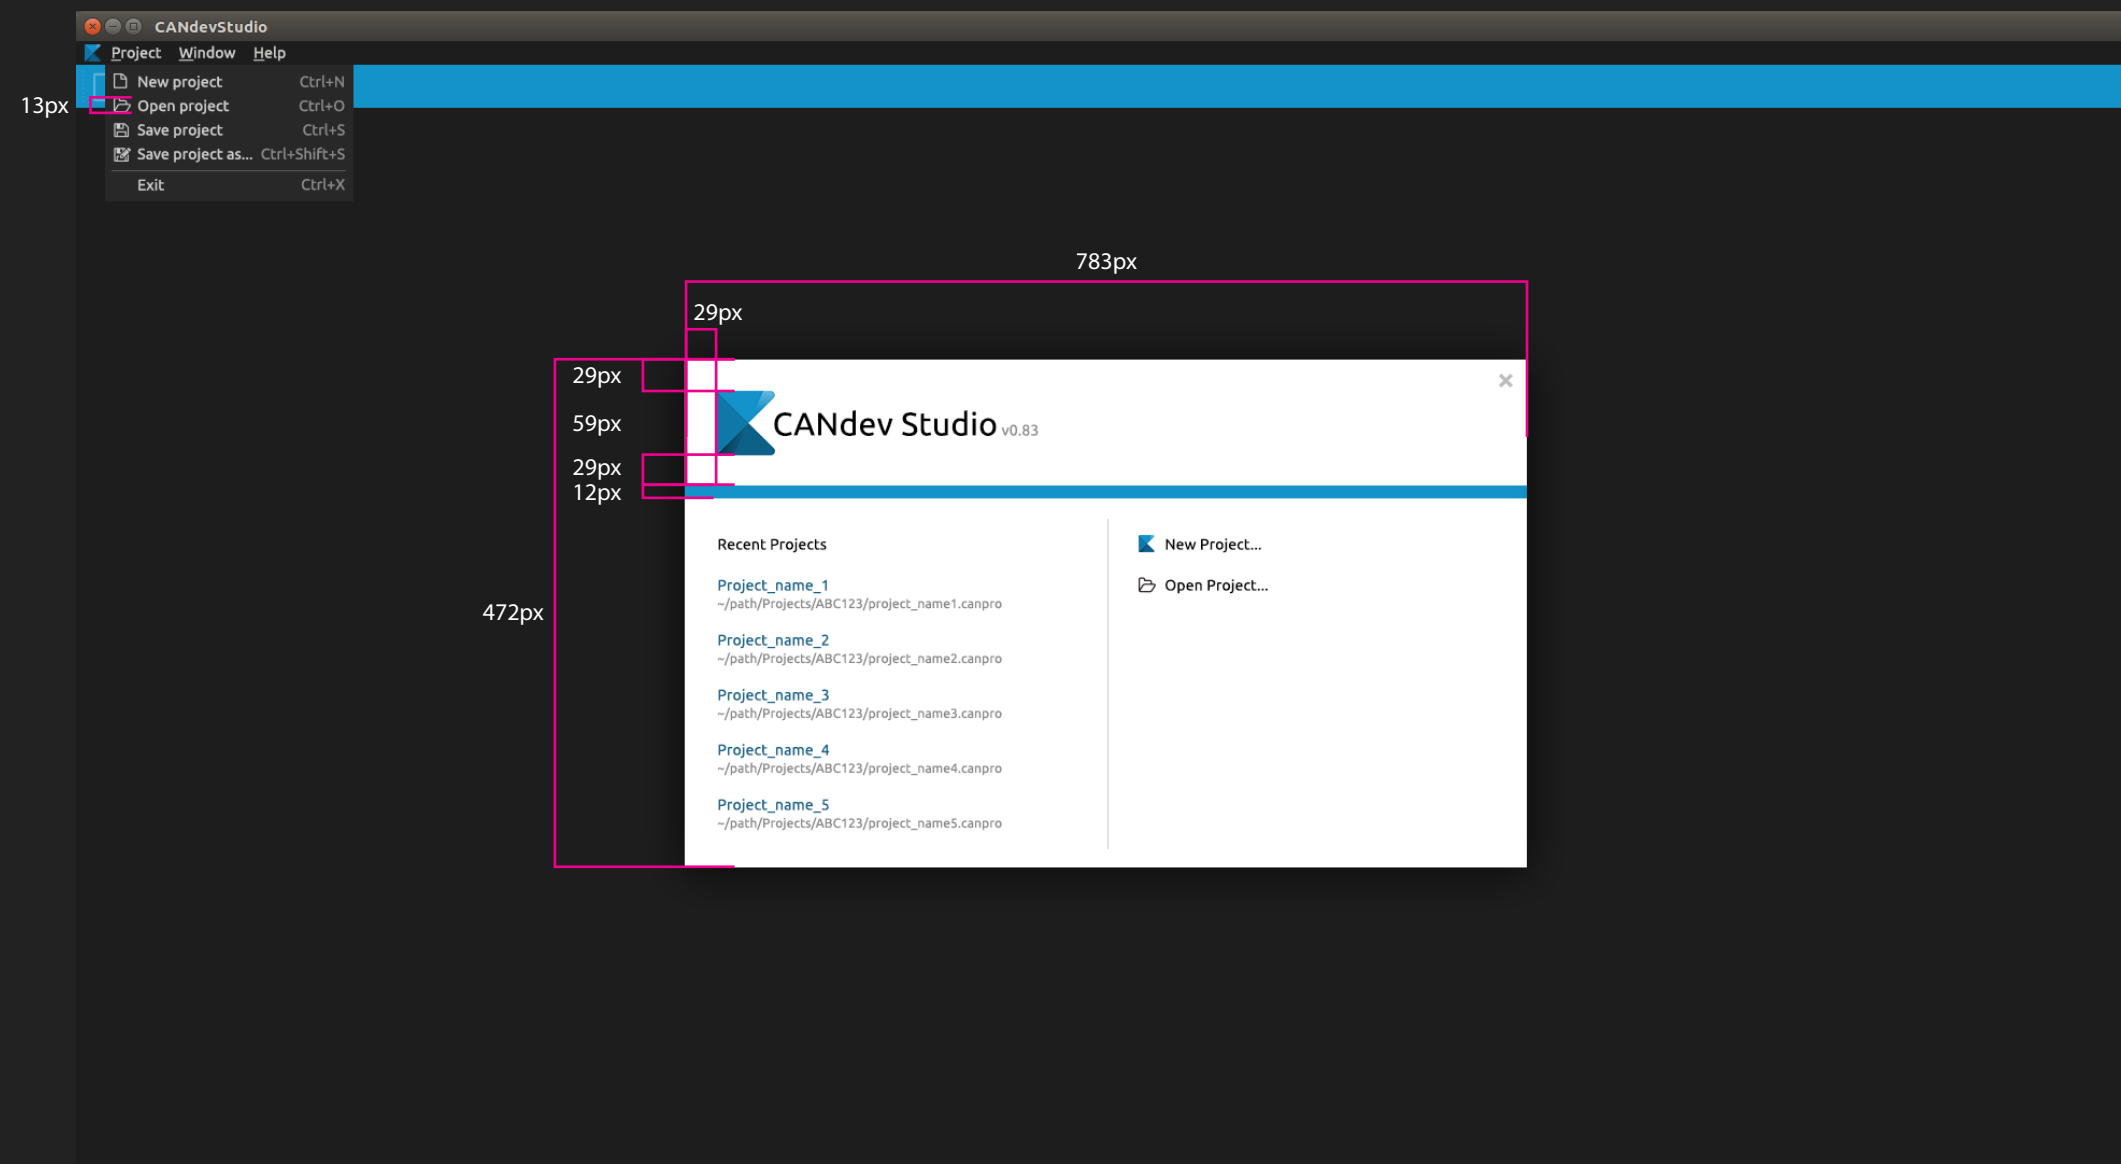 CANdevStudio
Project Window Help
New project Ctrl+N
13px Open project Ctrl+O
Save project Ctrl+S
Save project as... Ctrl+Shift+S
Exit Ctrl+X
783px
29px
29px
59px CANdev Studio v0.83
29px
12px
472px
Recent Projects
Project_name_1
~/path/Projects/ABC123/project_name1.canpro
Project_name_2
~/path/Projects/ABC123/project_name2.canpro
Project_name_3
~/path/Projects/ABC123/project_name3.canpro
Project_name_4
~/path/Projects/ABC123/project_name4.canpro
Project_name_5
~/path/Projects/ABC123/project_name5.canpro
New Project...
Open Project...